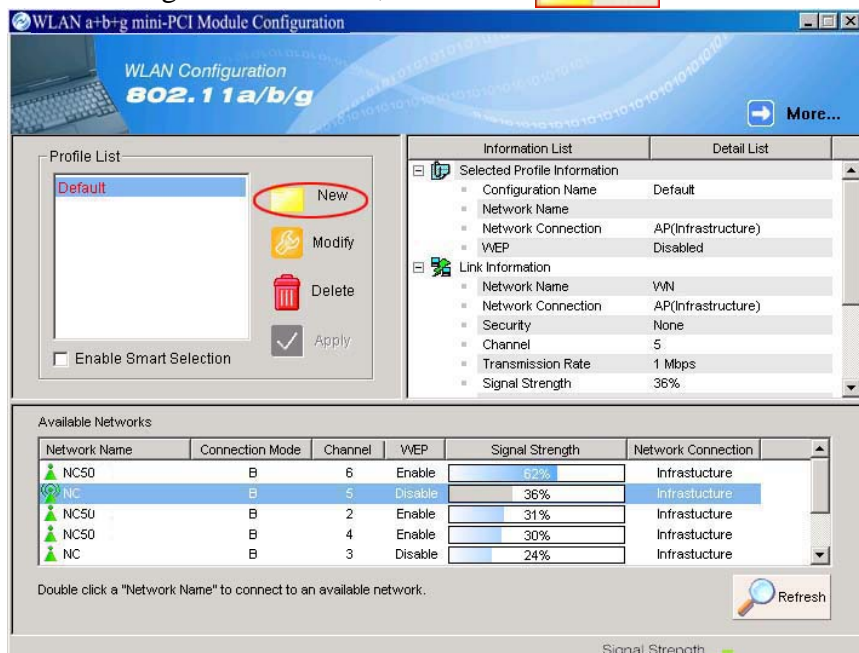 WLAN a+b+g mini-PCI Module Configuration
WLAN Configuration
802.11a/b/g
More...
Profile List
Default
New
Modify
Delete
Apply
Enable Smart Selection
Information List Detail List
Selected Profile Information
Configuration Name Default
Network Name
Network Connection AP(Infrastructure)
WEP Disabled
Link Information
Network Name WN
Network Connection AP(Infrastructure)
Security None
Channel 5
Transmission Rate 1 Mbps
Signal Strength 36%
Available Networks
Network Name Connection Mode Channel WEP Signal Strength Network Connection
NC50 B 6 Enable 62% Infrastucture
NC B 5 Disable 36% Infrastucture
NC50 B 2 Enable 31% Infrastucture
NC50 B 4 Enable 30% Infrastucture
NC B 3 Disable 24% Infrastucture
Double click a "Network Name" to connect to an available network.
Refresh
Signal Strength